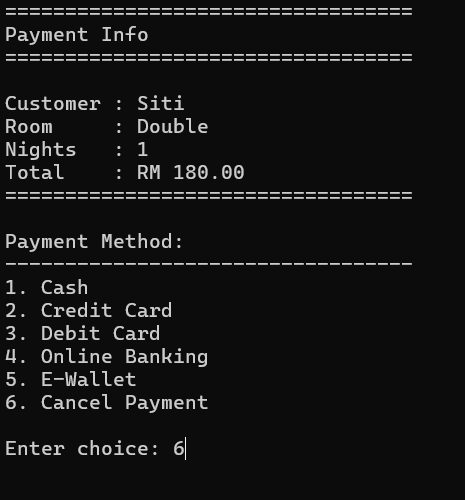 ==================================
Payment Info
==================================
Customer : Siti
Room     : Double
Nights   : 1
Total    : RM 180.00
==================================
Payment Method:
----------------------------------
1. Cash
2. Credit Card
3. Debit Card
4. Online Banking
5. E-Wallet
6. Cancel Payment
Enter choice: 6